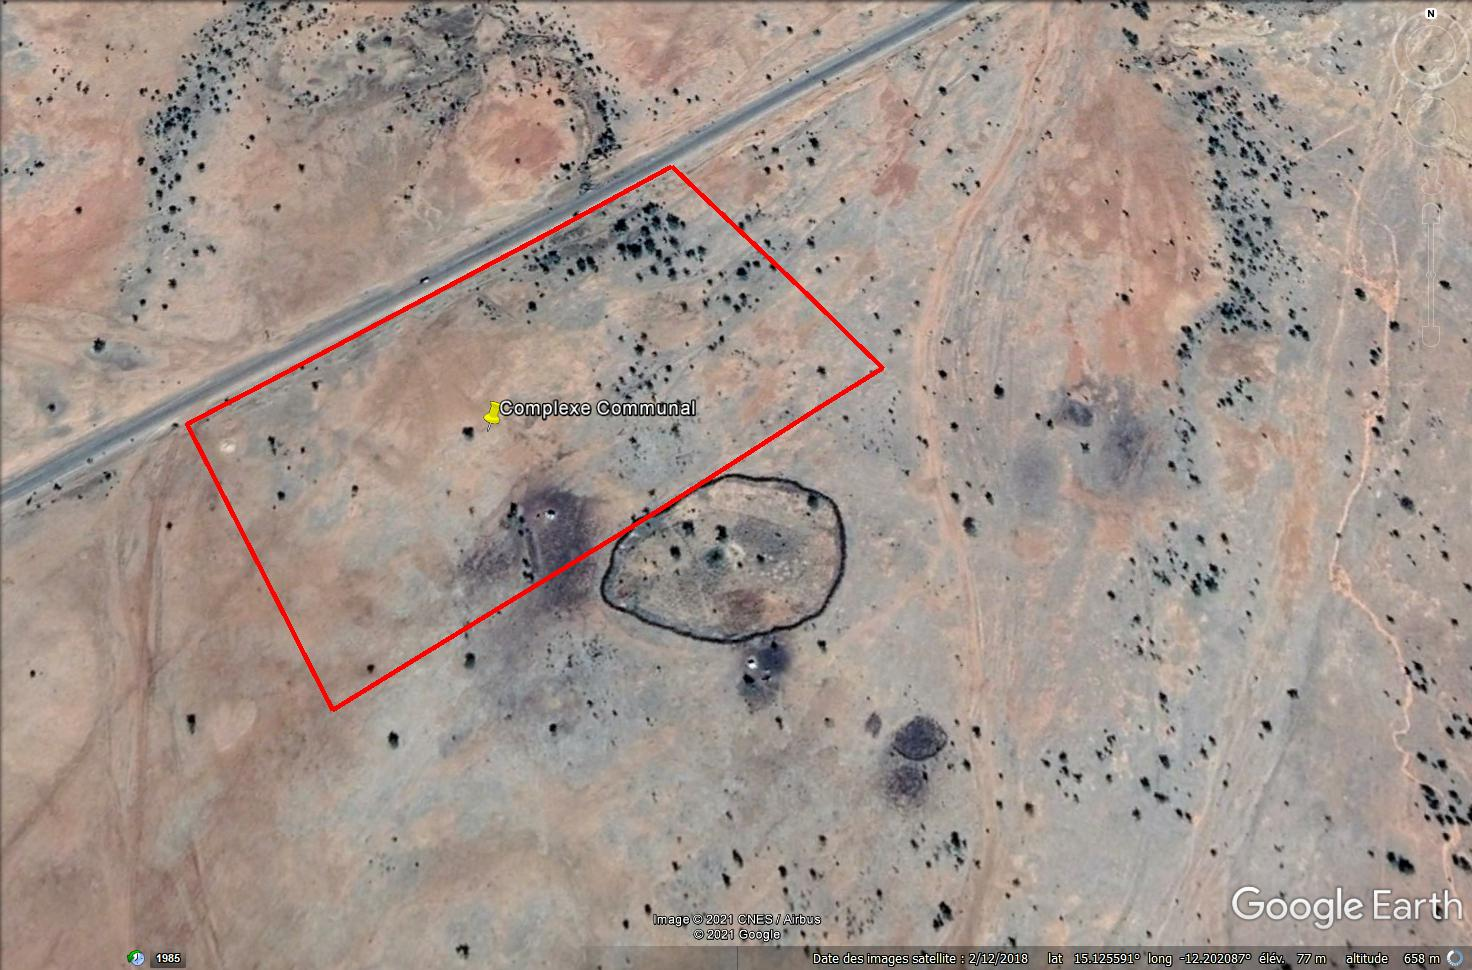 N
Complexe Communal
Image © 2021 CNES / Airbus
© 2021 Google
Google Earth
1985
Date des images satellite : 2/12/2018 lat 15.125591° long -12.202087° élév. 77 m altitude 658 m